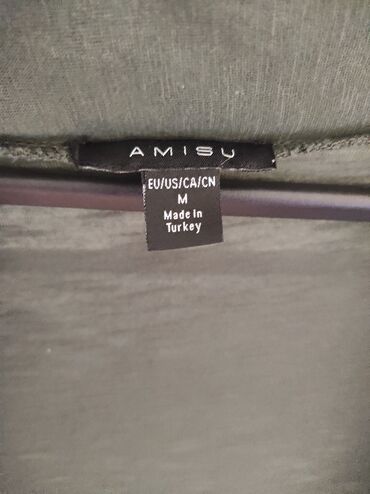 AMISU
EU/US/CA/CN
M
Made In
Turkey